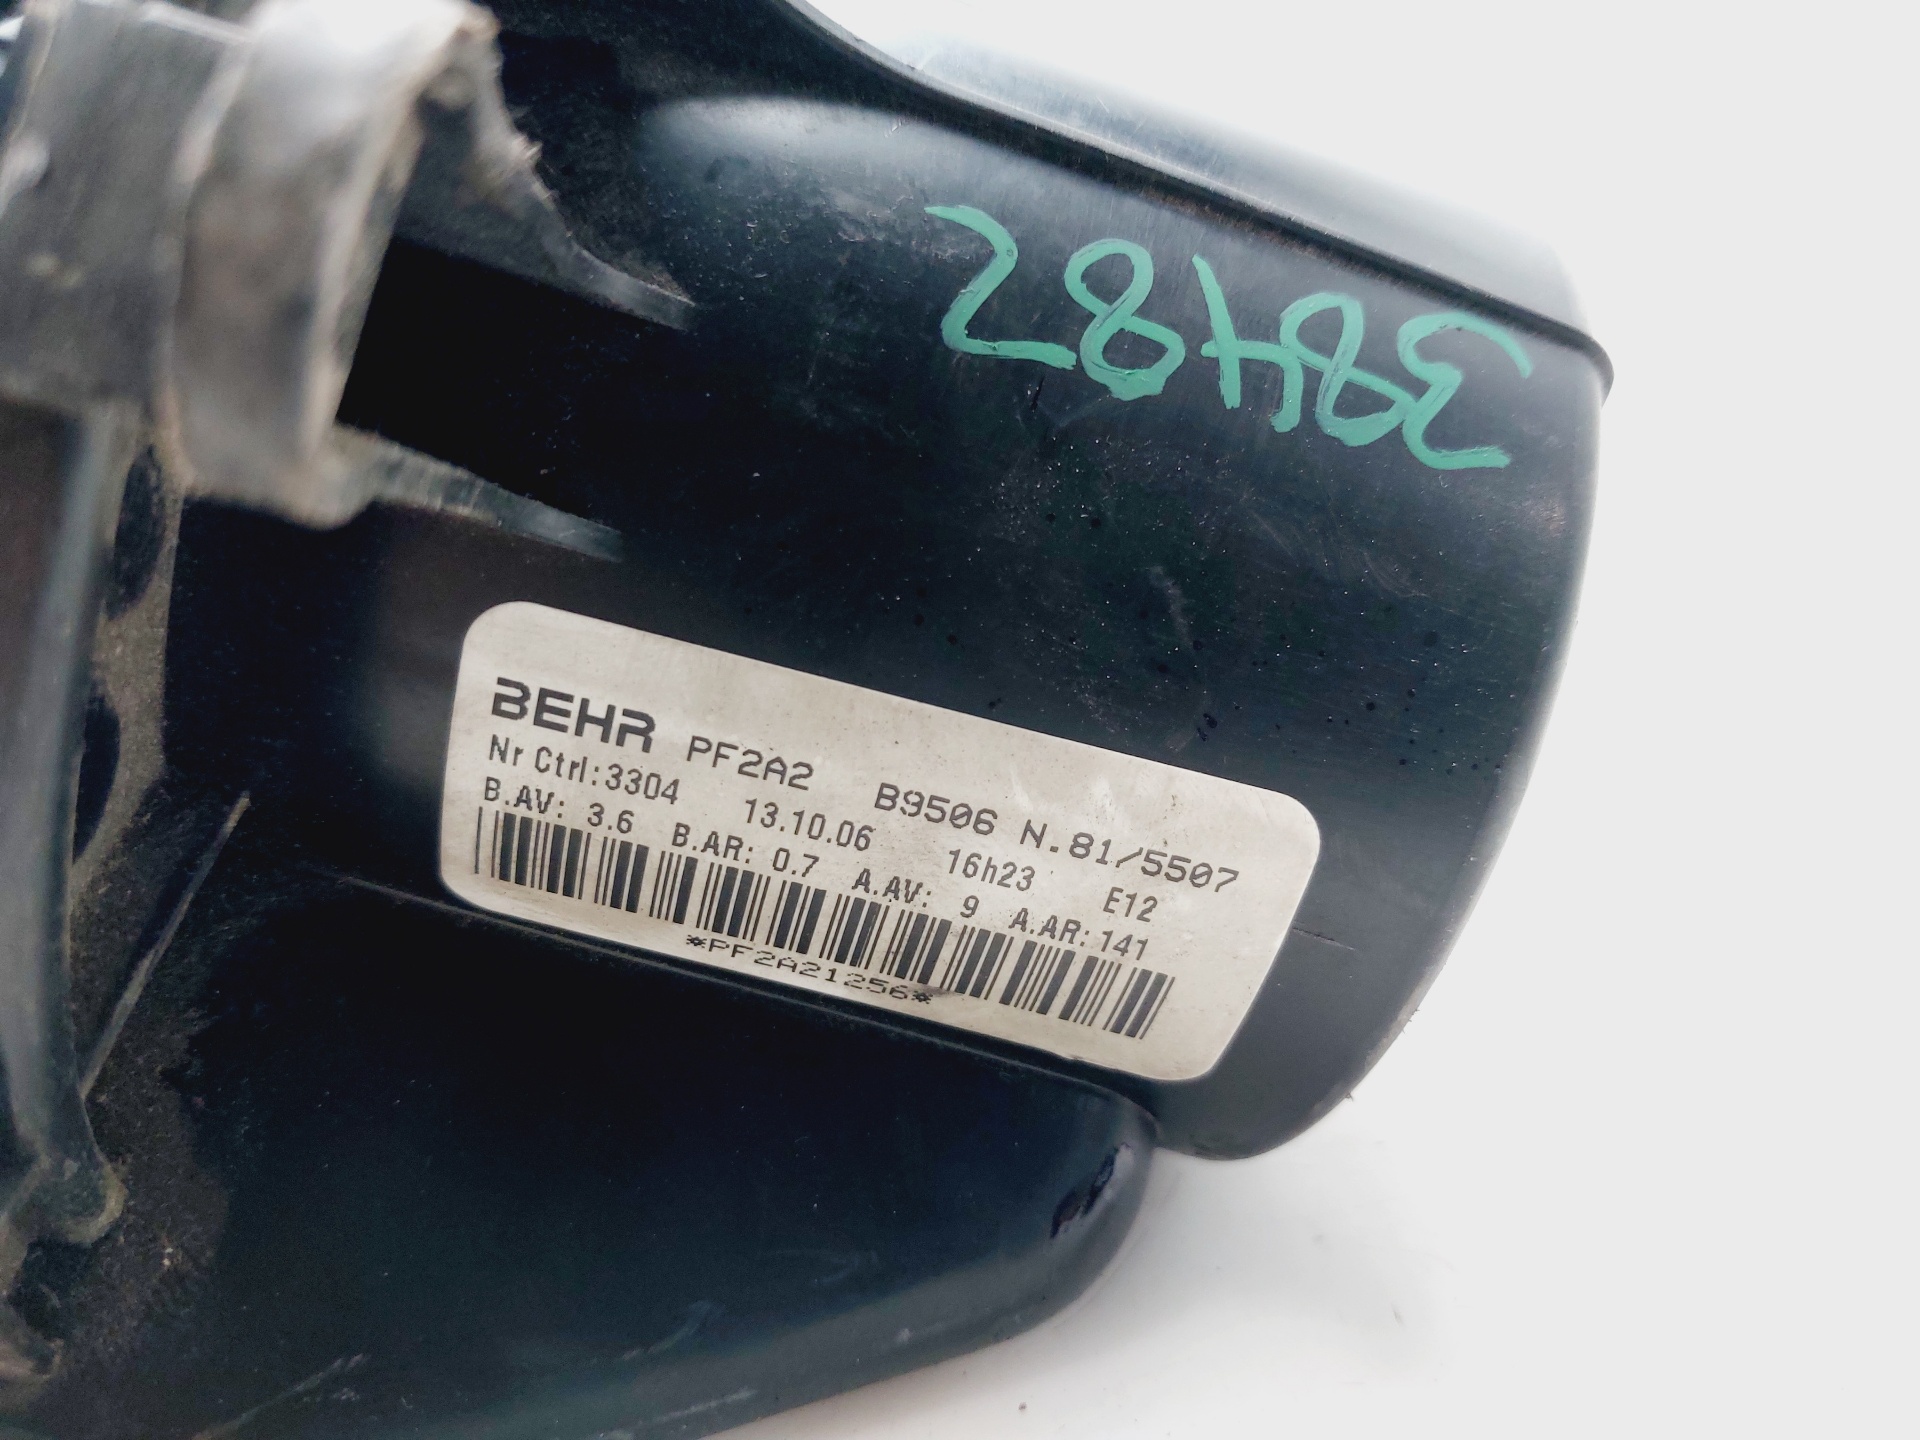 38482
BEHR PF2A2 B9506 N.81/5507
Nr Ctrl:3304 13.10.06 16h23 E12
B.AV: 3.6 B.AR: 0.7 A.AV: 9 A.AR: 141
*PF2A21256*